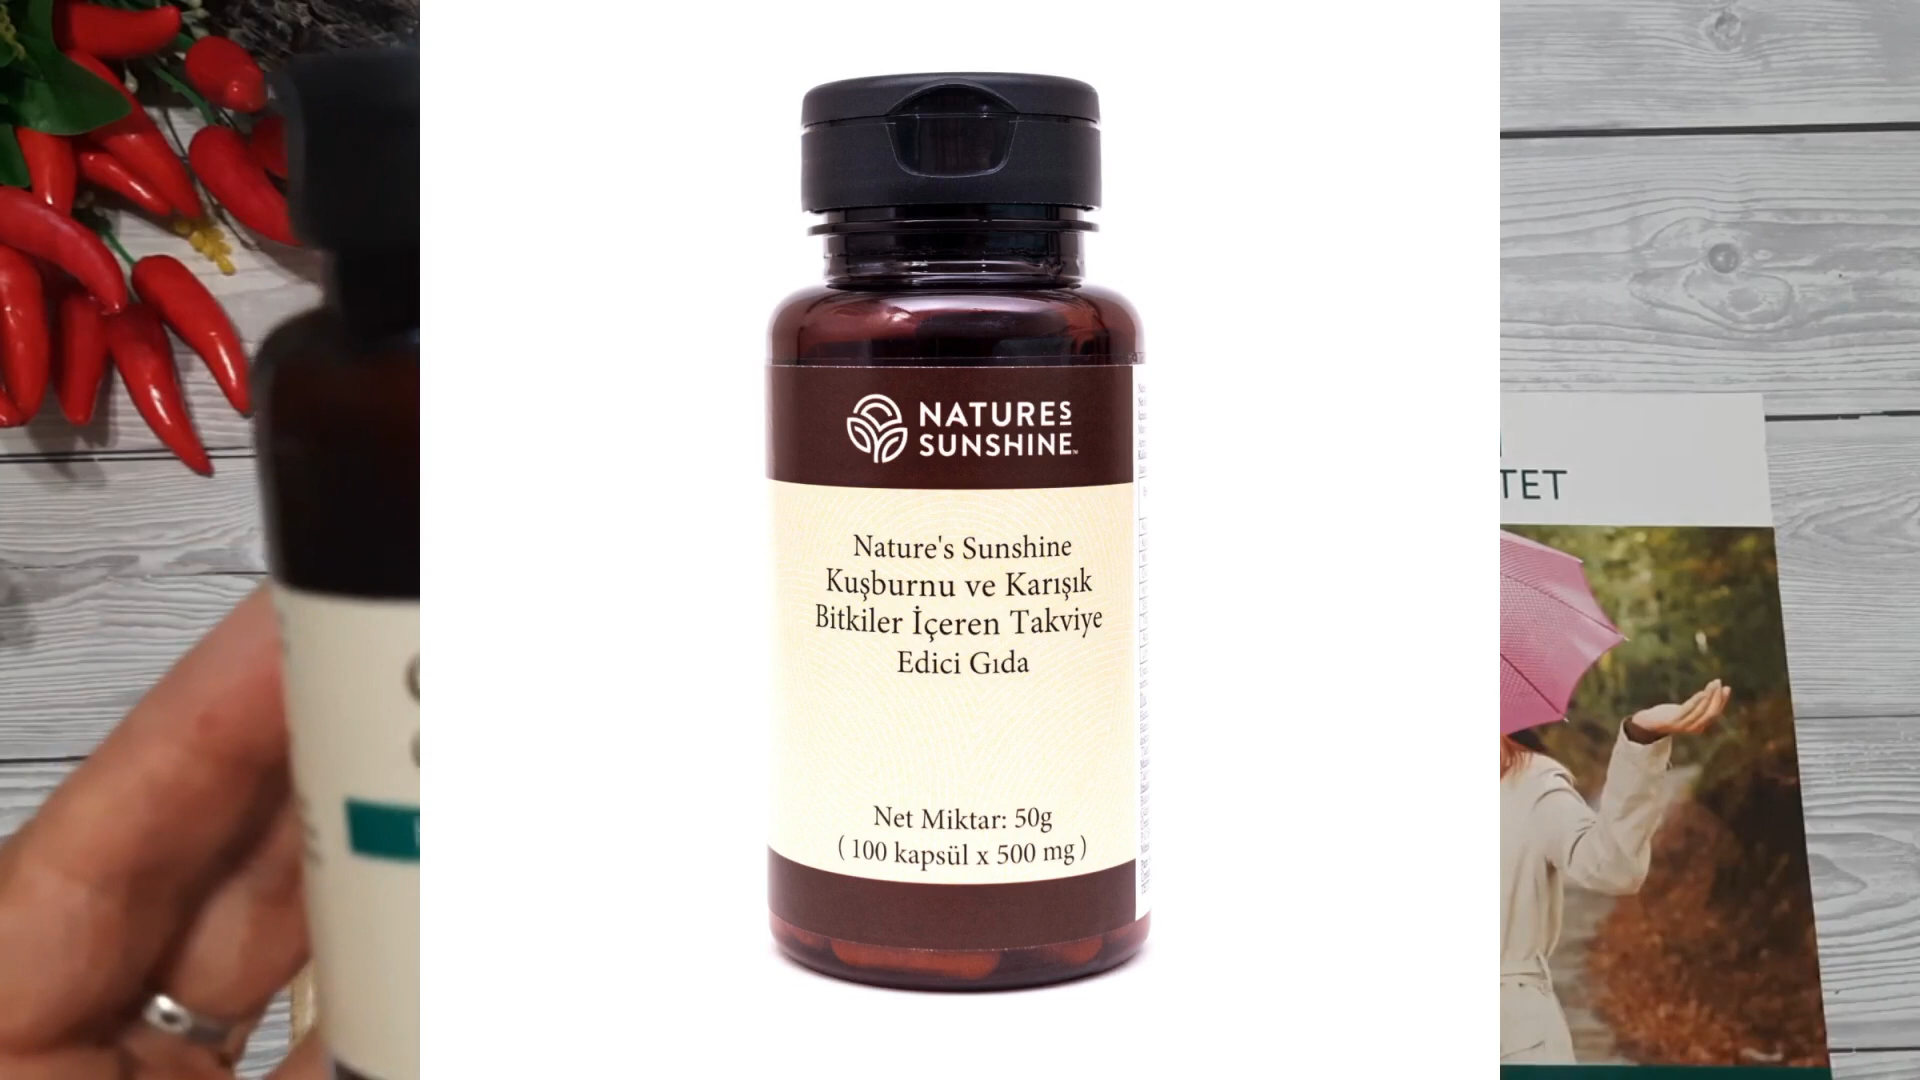 NATURES
SUNSHINE
Nature's Sunshine
Kuşburnu ve Karışık
Bitkiler İçeren Takviye
Edici Gıda
Net Miktar: 50g
( 100 kapsül x 500 mg )
TET